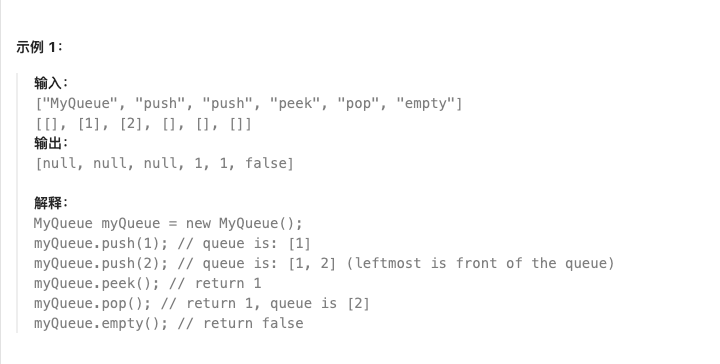 示例 1：
输入：
["MyQueue", "push", "push", "peek", "pop", "empty"]
[[], [1], [2], [], [], []]
输出：
[null, null, null, 1, 1, false]
解释：
MyQueue myQueue = new MyQueue();
myQueue.push(1); // queue is: [1]
myQueue.push(2); // queue is: [1, 2] (leftmost is front of the queue)
myQueue.peek(); // return 1
myQueue.pop(); // return 1, queue is [2]
myQueue.empty(); // return false